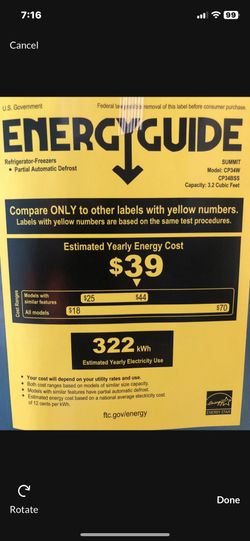 7:16
99
Cancel
U.S. Government
Federal law removal of this label before consumer purchase.
ENERGYGUIDE
Refrigerator-Freezers
• Partial Automatic Defrost
SUMMIT
Model: CP34W
CP34BSS
Capacity: 3.2 Cubic Feet
Compare ONLY to other labels with yellow numbers.
Labels with yellow numbers are based on the same test procedures.
Estimated Yearly Energy Cost
$39
Cost Ranges
Models with
similar features
$25
$44
All models
$18
$70
322 kWh
Estimated Yearly Electricity Use
• Your cost will depend on your utility rates and use.
• Both cost ranges based on models of similar size capacity.
• Models with similar features have partial automatic defrost.
• Estimated energy cost based on a national average electricity cost
of 12 cents per kWh.
ftc.gov/energy
ENERGY STAR
Rotate
Done